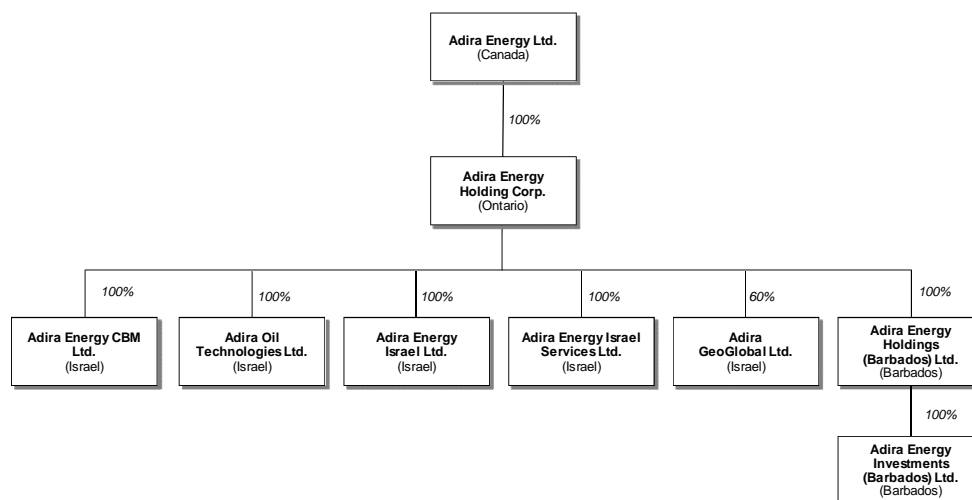 Adira Energy Ltd.
(Canada)
100%
Adira Energy
Holding Corp.
(Ontario)
100%
100%
100%
100%
60%
100%
Adira Energy CBM
Ltd.
(Israel)
Adira Oil
Technologies Ltd.
(Israel)
Adira Energy
Israel Ltd.
(Israel)
Adira Energy Israel
Services Ltd.
(Israel)
Adira
GeoGlobal Ltd.
(Israel)
Adira Energy
Holdings
(Barbados) Ltd.
(Barbados)
100%
Adira Energy
Investments
(Barbados) Ltd.
(Barbados)